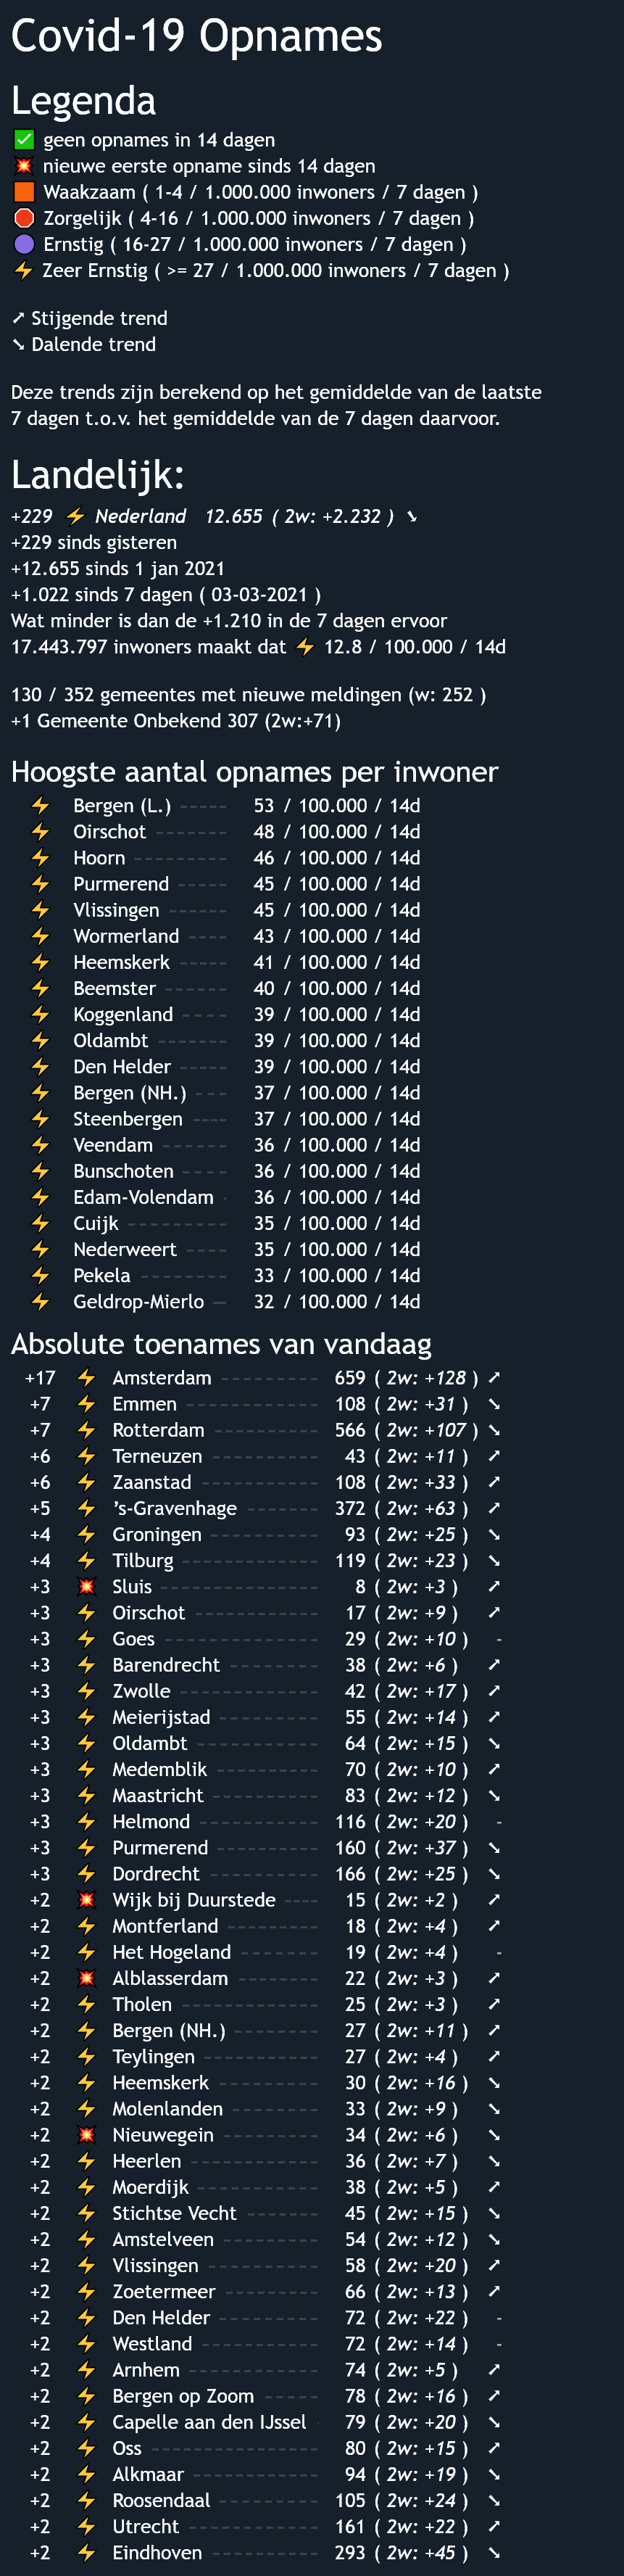 Covid-19 Opnames
Legenda
✅ geen opnames in 14 dagen
💥 nieuwe eerste opname sinds 14 dagen
🟧 Waakzaam ( 1-4 / 1.000.000 inwoners / 7 dagen )
🛑 Zorgelijk ( 4-16 / 1.000.000 inwoners / 7 dagen )
🟣 Ernstig ( 16-27 / 1.000.000 inwoners / 7 dagen )
⚡ Zeer Ernstig ( >= 27 / 1.000.000 inwoners / 7 dagen )
➚ Stijgende trend
➘ Dalende trend
Deze trends zijn berekend op het gemiddelde van de laatste
7 dagen t.o.v. het gemiddelde van de 7 dagen daarvoor.
Landelijk:
+229 ⚡ Nederland 12.655 ( 2w: +2.232 ) ➘
+229 sinds gisteren
+12.655 sinds 1 jan 2021
+1.022 sinds 7 dagen ( 03-03-2021 )
Wat minder is dan de +1.210 in de 7 dagen ervoor
17.443.797 inwoners maakt dat ⚡ 12.8 / 100.000 / 14d
130 / 352 gemeentes met nieuwe meldingen (w: 252 )
+1 Gemeente Onbekend 307 (2w:+71)
Hoogste aantal opnames per inwoner
⚡ Bergen (L.) ----- 53 / 100.000 / 14d
⚡ Oirschot ------- 48 / 100.000 / 14d
⚡ Hoorn --------- 46 / 100.000 / 14d
⚡ Purmerend ----- 45 / 100.000 / 14d
⚡ Vlissingen ------ 45 / 100.000 / 14d
⚡ Wormerland ---- 43 / 100.000 / 14d
⚡ Heemskerk ----- 41 / 100.000 / 14d
⚡ Beemster ------ 40 / 100.000 / 14d
⚡ Koggenland ---- 39 / 100.000 / 14d
⚡ Oldambt ------- 39 / 100.000 / 14d
⚡ Den Helder ----- 39 / 100.000 / 14d
⚡ Bergen (NH.) --- 37 / 100.000 / 14d
⚡ Steenbergen ---- 37 / 100.000 / 14d
⚡ Veendam ------ 36 / 100.000 / 14d
⚡ Bunschoten ---- 36 / 100.000 / 14d
⚡ Edam-Volendam - 36 / 100.000 / 14d
⚡ Cuijk ---------- 35 / 100.000 / 14d
⚡ Nederweert ---- 35 / 100.000 / 14d
⚡ Pekela -------- 33 / 100.000 / 14d
⚡ Geldrop-Mierlo -- 32 / 100.000 / 14d
Absolute toenames van vandaag
+17 ⚡ Amsterdam --------- 659 ( 2w: +128 ) ➚
+7 ⚡ Emmen ------------ 108 ( 2w: +31 ) ➘
+7 ⚡ Rotterdam ---------- 566 ( 2w: +107 ) ➘
+6 ⚡ Terneuzen ---------- 43 ( 2w: +11 ) ➚
+6 ⚡ Zaanstad ----------- 108 ( 2w: +33 ) ➚
+5 ⚡ 's-Gravenhage ------- 372 ( 2w: +63 ) ➚
+4 ⚡ Groningen ---------- 93 ( 2w: +25 ) ➘
+4 ⚡ Tilburg ------------- 119 ( 2w: +23 ) ➘
+3 💥 Sluis --------------- 8 ( 2w: +3 ) ➚
+3 ⚡ Oirschot ------------ 17 ( 2w: +9 ) ➚
+3 ⚡ Goes -------------- 29 ( 2w: +10 ) -
+3 ⚡ Barendrecht -------- 38 ( 2w: +6 ) ➚
+3 ⚡ Zwolle ------------- 42 ( 2w: +17 ) ➚
+3 ⚡ Meierijstad --------- 55 ( 2w: +14 ) ➚
+3 ⚡ Oldambt ----------- 64 ( 2w: +15 ) ➘
+3 ⚡ Medemblik --------- 70 ( 2w: +10 ) ➚
+3 ⚡ Maastricht ---------- 83 ( 2w: +12 ) ➘
+3 ⚡ Helmond ----------- 116 ( 2w: +20 ) -
+3 ⚡ Purmerend --------- 160 ( 2w: +37 ) ➘
+3 ⚡ Dordrecht ---------- 166 ( 2w: +25 ) ➘
+2 💥 Wijk bij Duurstede ---- 15 ( 2w: +2 ) ➚
+2 ⚡ Montferland --------- 18 ( 2w: +4 ) ➚
+2 ⚡ Het Hogeland -------- 19 ( 2w: +4 ) -
+2 💥 Alblasserdam -------- 22 ( 2w: +3 ) ➚
+2 ⚡ Tholen ------------ 25 ( 2w: +3 ) ➚
+2 ⚡ Bergen (NH.) -------- 27 ( 2w: +11 ) ➚
+2 ⚡ Teylingen ---------- 27 ( 2w: +4 ) ➚
+2 ⚡ Heemskerk --------- 30 ( 2w: +16 ) ➘
+2 ⚡ Molenlanden -------- 33 ( 2w: +9 ) ➘
+2 💥 Nieuwegein --------- 34 ( 2w: +6 ) ➘
+2 ⚡ Heerlen ------------ 36 ( 2w: +7 ) ➘
+2 ⚡ Moerdijk ----------- 38 ( 2w: +5 ) ➚
+2 ⚡ Stichtse Vecht ------- 45 ( 2w: +15 ) ➘
+2 ⚡ Amstelveen --------- 54 ( 2w: +12 ) ➘
+2 ⚡ Vlissingen ---------- 58 ( 2w: +20 ) ➚
+2 ⚡ Zoetermeer --------- 66 ( 2w: +13 ) ➚
+2 ⚡ Den Helder --------- 72 ( 2w: +22 ) -
+2 ⚡ Westland ----------- 72 ( 2w: +14 ) -
+2 ⚡ Arnhem ------------ 74 ( 2w: +5 ) ➚
+2 ⚡ Bergen op Zoom ------ 78 ( 2w: +16 ) ➚
+2 ⚡ Capelle aan den IJssel - 79 ( 2w: +20 ) ➘
+2 ⚡ Oss --------------- 80 ( 2w: +15 ) ➚
+2 ⚡ Alkmaar ------------ 94 ( 2w: +19 ) ➘
+2 ⚡ Roosendaal --------- 105 ( 2w: +24 ) ➘
+2 ⚡ Utrecht ------------ 161 ( 2w: +22 ) ➚
+2 ⚡ Eindhoven ---------- 293 ( 2w: +45 ) ➘